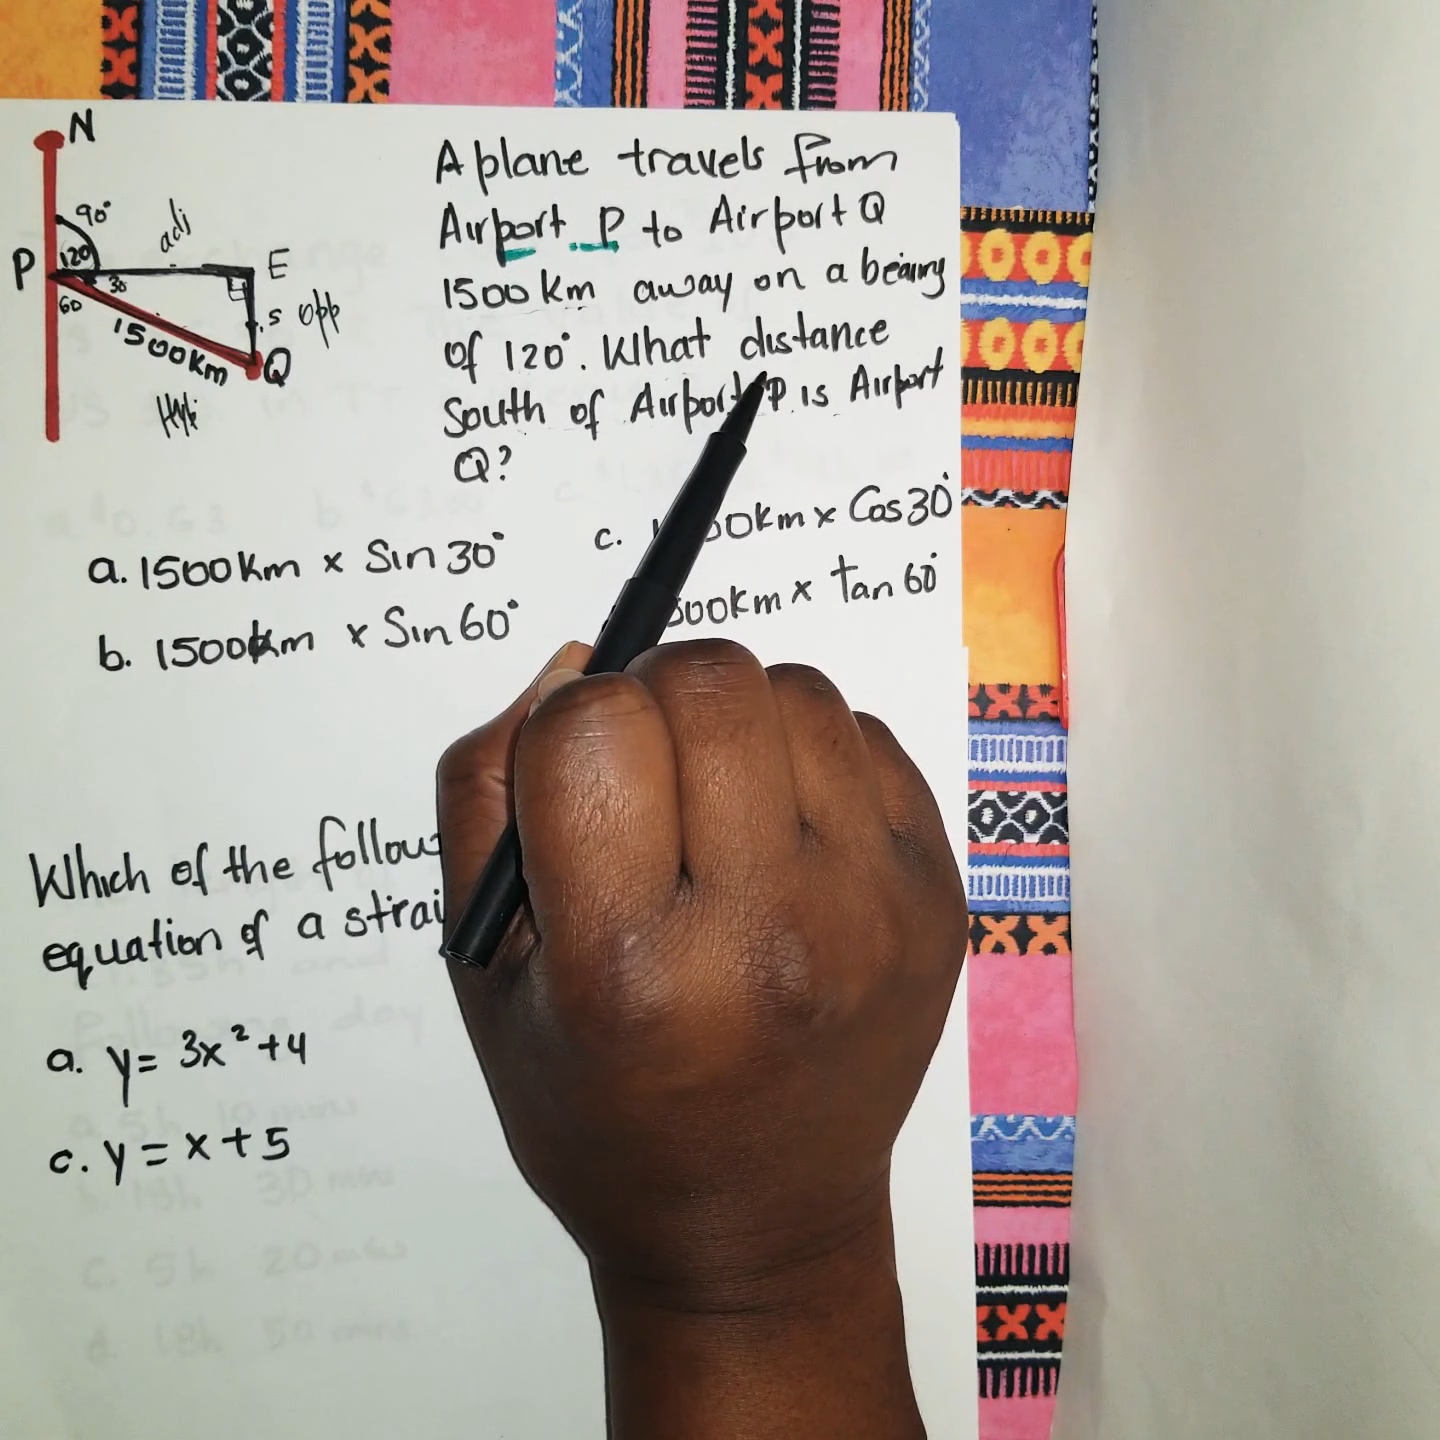 N
90°
adj
P
120°
E
30
60
s opp
1500km
Q
Hyp
A plane travels from
Airport P to Airport Q
1500 km away on a
of 120°. What distance
South of Airport P is Airport
Q?
a. 1500km x Sin 30°
b. 1500km x Sin 60°
c. 1500km x Cos 30°
500km x tan 60°
Which of the follow
equation of a strai
a. y = 3x² + 4
c. y = x + 5